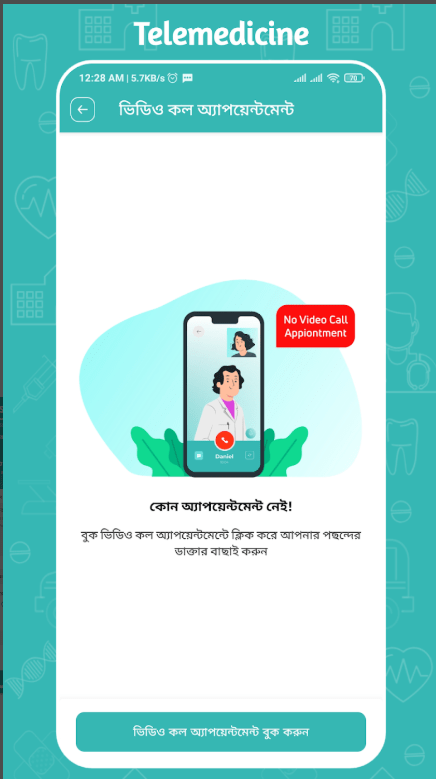 Telemedicine
12:28 AM | 5.7KB/s
70
ভিডিও কল অ্যাপয়েন্টমেন্ট
No Video Call
Appiontment
Daniel
কোন অ্যাপয়েন্টমেন্ট নেই!
বুক ভিডিও কল অ্যাপয়েন্টমেন্টে ক্লিক করে আপনার পছন্দের
ডাক্তার বাছাই করুন
ভিডিও কল অ্যাপয়েন্টমেন্ট বুক করুন